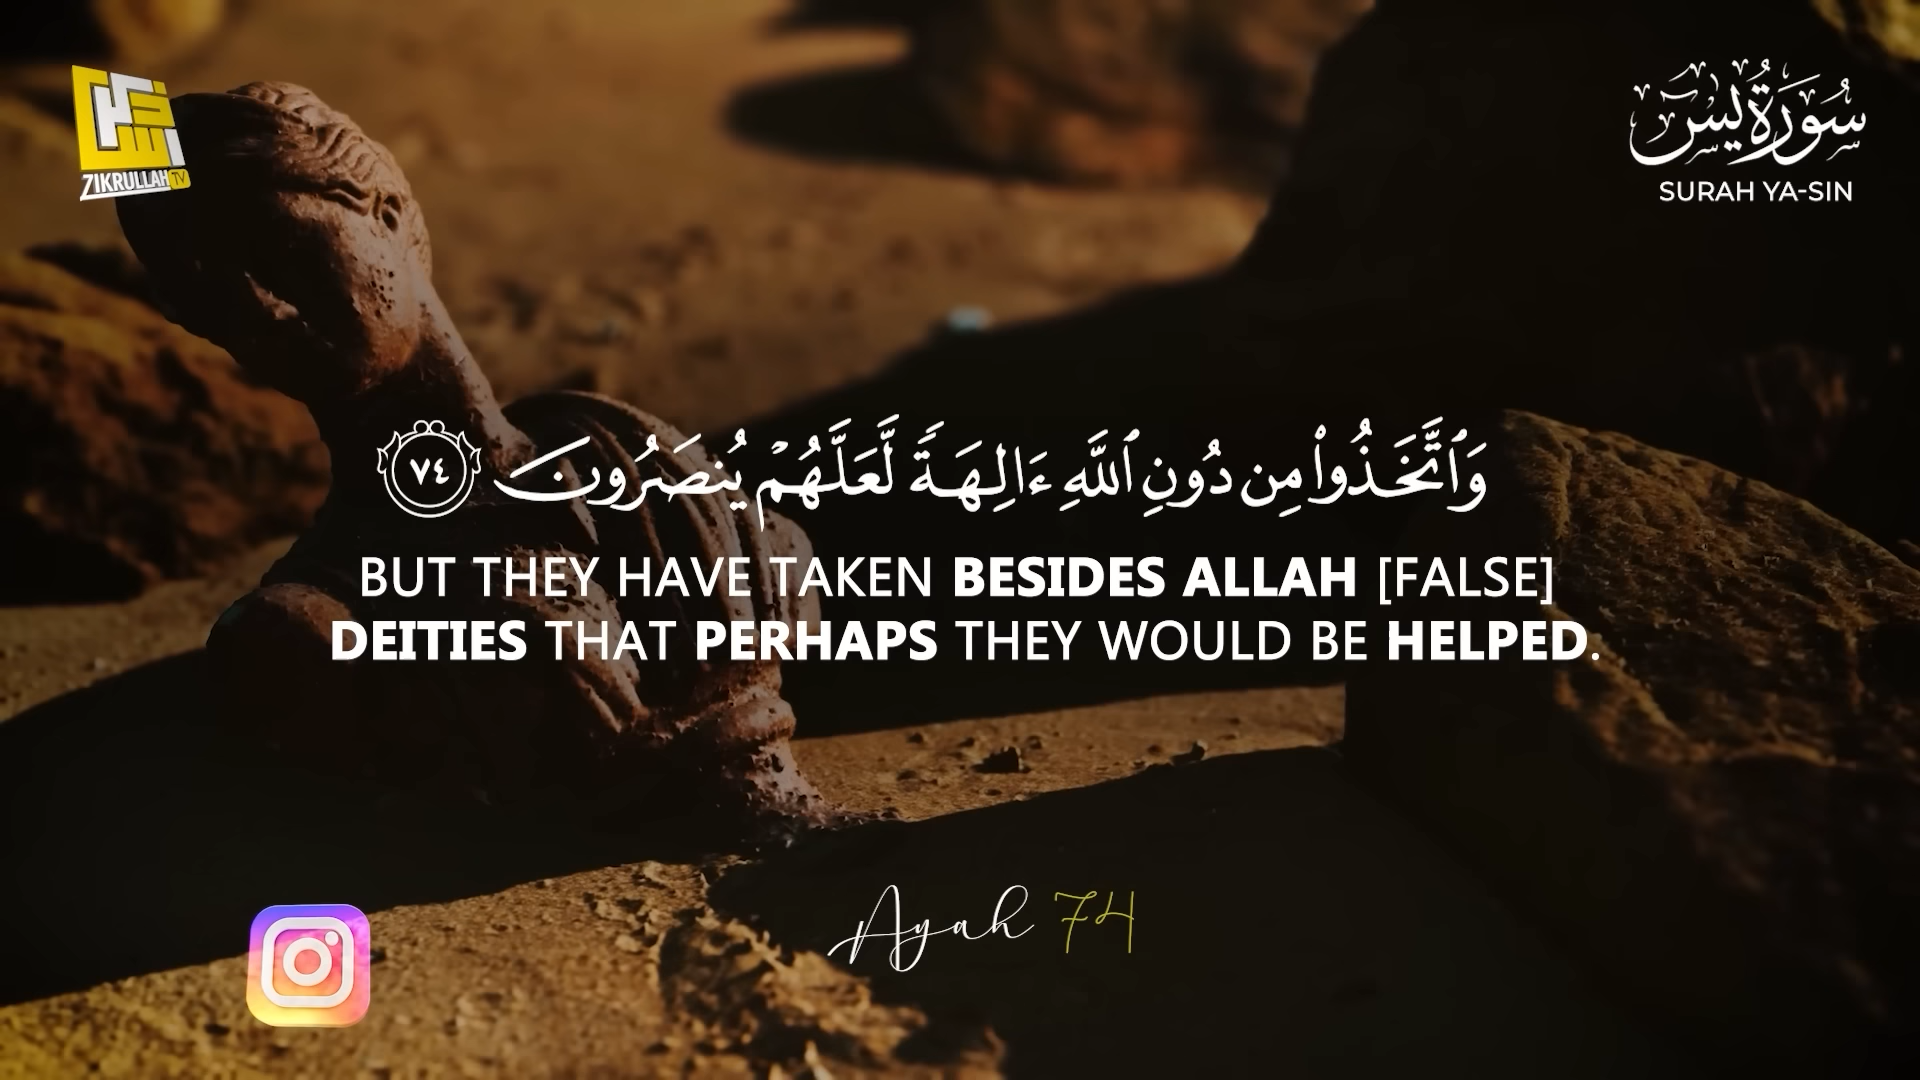 ZIKRULLAH TV
سُورَةُ يسٓ
SURAH YA-SIN
وَٱتَّخَذُوا۟ مِن دُونِ ٱللَّهِ ءَالِهَةً لَّعَلَّهُمْ يُنصَرُونَ ٧٤
BUT THEY HAVE TAKEN BESIDES ALLAH [FALSE]
DEITIES THAT PERHAPS THEY WOULD BE HELPED.
Ayah 74